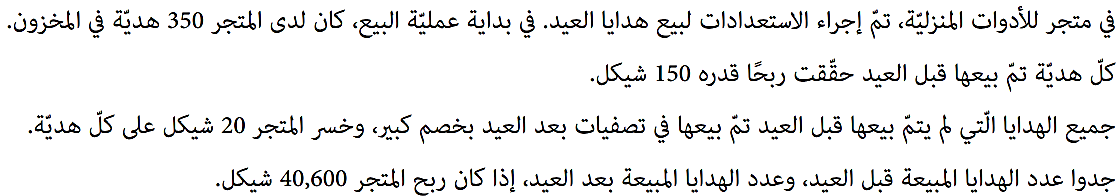 في متجر للأدوات المنزليّة، تمّ إجراء الاستعدادات لبيع هدايا العيد. في بداية عمليّة البيع، كان لدى المتجر 350 هديّة في المخزون.
كلّ هديّة تمّ بيعها قبل العيد حقّقت ربحًا قدره 150 شيكل.
جميع الهدايا الّتي لم يتمّ بيعها قبل العيد تمّ بيعها في تصفيات بعد العيد بخصم كبير، وخسر المتجر 20 شيكل على كلّ هديّة.
جدوا عدد الهدايا المبيعة قبل العيد، وعدد الهدايا المبيعة بعد العيد، إذا كان ربح المتجر 40,600 شيكل.